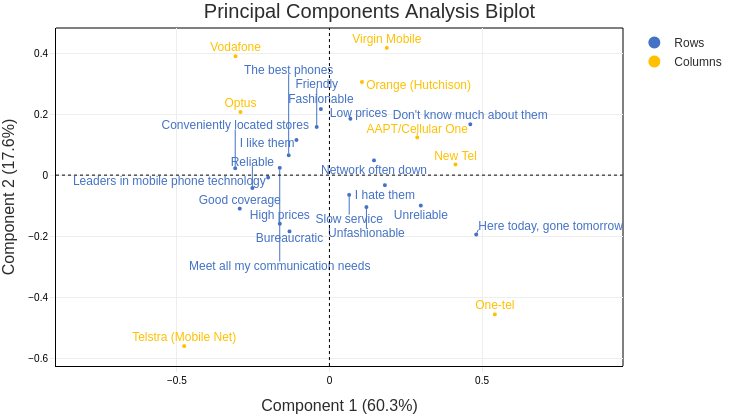 Principal Components Analysis Biplot
Rows
Columns
Virgin Mobile
Vodafone
The best phones
Friendly
Orange (Hutchison)
Optus
Fashionable
Low prices
Don't know much about them
Conveniently located stores
AAPT/Cellular One
I like them
New Tel
Reliable
Network often down
Leaders in mobile phone technology
I hate them
Good coverage
High prices
Slow service
Unreliable
Here today, gone tomorrow
Bureaucratic
Unfashionable
Meet all my communication needs
One-tel
Telstra (Mobile Net)
0.4
0.2
0
−0.2
−0.4
−0.6
−0.5
0
0.5
Component 2 (17.6%)
Component 1 (60.3%)